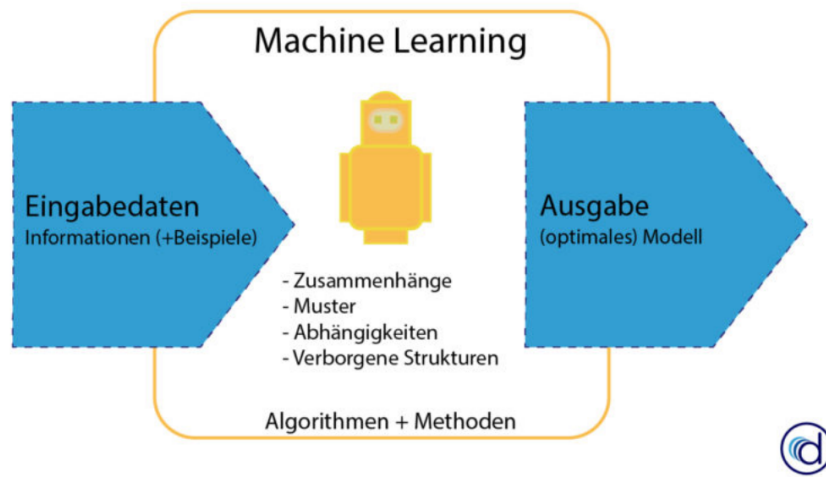 Machine Learning
Eingabedaten
Informationen (+Beispiele)
- Zusammenhänge
- Muster
- Abhängigkeiten
- Verborgene Strukturen
Algorithmen + Methoden
Ausgabe
(optimales) Modell
d